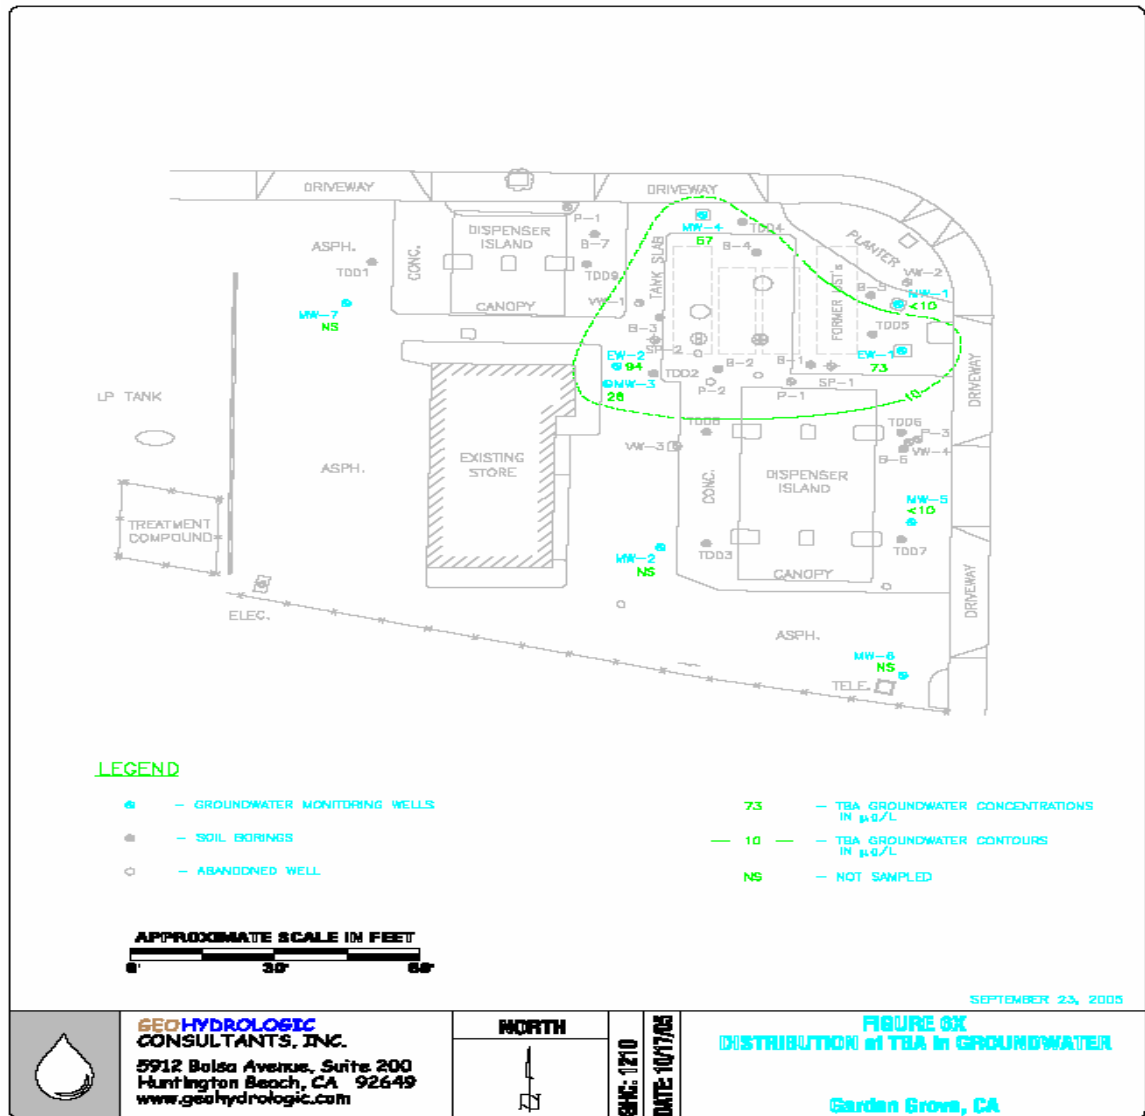 DRIVEWAY
DRIVEWAY
P-1
MW-4
TDD4
67
DISPENSER
ISLAND
B-7
B-4
PLANTER
ASPH.
CONC.
TDD1
TDD9
TANK SLAB
VW-2
MW-7
NS
CANOPY
VW-1
B-3
FORMER UST's
MW-1
<10
TDD5
SP-2
EW-2
94
TDD2
B-2
B-1
SP-1
EW-1
73
MW-3
P-2
P-1
10
DRIVEWAY
LP TANK
TDD6
P-3
VW-4
VW-3
EXISTING
STORE
ASPH.
CONC.
DISPENSER
ISLAND
MW-5
<10
TREATMENT
COMPOUND
MW-2
NS
TDD3
TDD7
CANOPY
DRIVEWAY
ELEC.
ASPH.
MW-6
NS
TELE.
LEGEND
- GROUNDWATER MONITORING WELLS
- SOIL BORINGS
- ABANDONED WELL
73 - TBA GROUNDWATER CONCENTRATIONS
IN µg/L
— 10 — - TBA GROUNDWATER CONTOURS
IN µg/L
NS - NOT SAMPLED
APPROXIMATE SCALE IN FEET
0' 30' 60'
SEPTEMBER 23, 2005
GEOHYDROLOGIC
CONSULTANTS, INC.
5912 Bolsa Avenue, Suite 200
Huntington Beach, CA 92649
www.geohydrologic.com
NORTH
GHC: 1210
DATE: 10/17/05
FIGURE 6X
DISTRIBUTION of TBA in GROUNDWATER
Garden Grove, CA